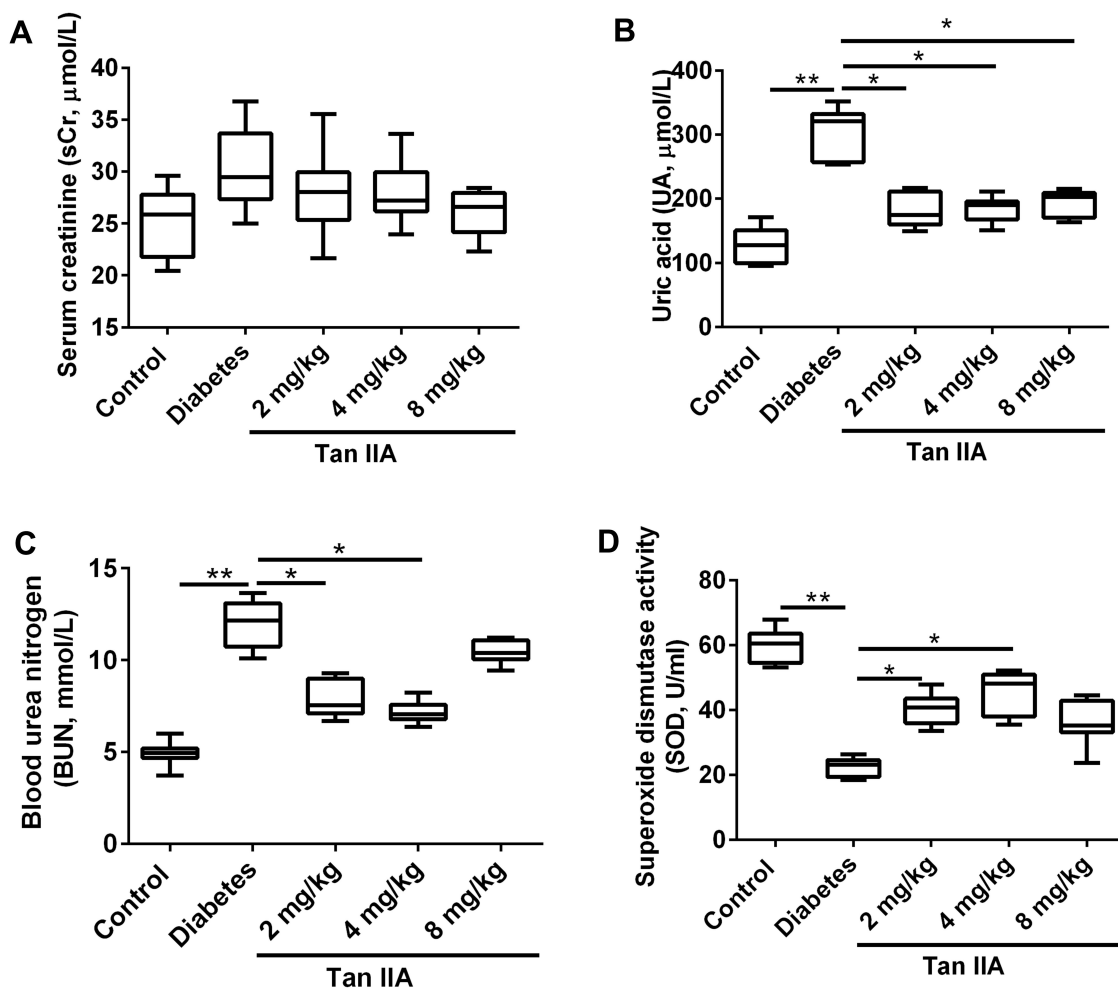 A
Serum creatinine (sCr, μmol/L)
40
35
30
25
20
15
Control
Diabetes
2 mg/kg
4 mg/kg
8 mg/kg
Tan IIA
B
Uric acid (UA, μmol/L)
400
300
200
100
0
**
*
*
*
Control
Diabetes
2 mg/kg
4 mg/kg
8 mg/kg
Tan IIA
C
Blood urea nitrogen
(BUN, mmol/L)
15
10
5
0
**
*
*
Control
Diabetes
2 mg/kg
4 mg/kg
8 mg/kg
Tan IIA
D
Superoxide dismutase activity
(SOD, U/ml)
80
60
40
20
0
**
*
*
Control
Diabetes
2 mg/kg
4 mg/kg
8 mg/kg
Tan IIA